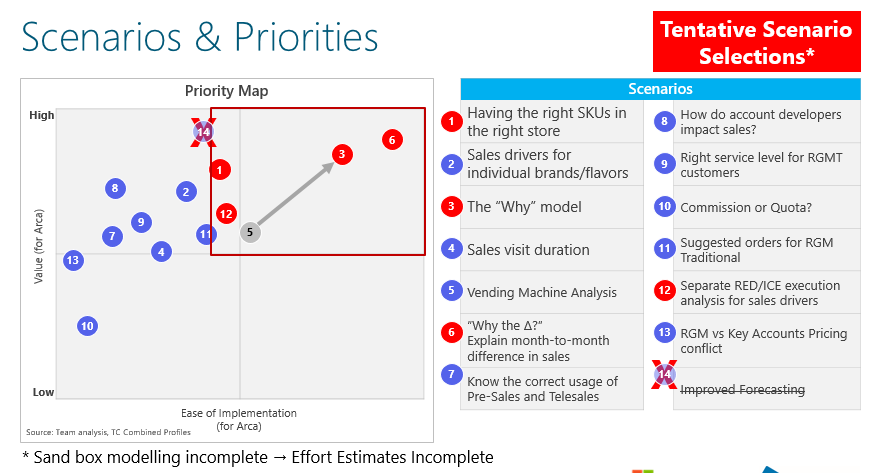 Scenarios & Priorities
Tentative Scenario
Selections*
Priority Map
High
Value (for Arca)
Low
14
6
3
1
8
2
12
9
11
5
7
4
13
10
Ease of Implementation
(for Arca)
Source: Team analysis, TC Combined Profiles
Scenarios
1 Having the right SKUs in
the right store
2 Sales drivers for
individual brands/flavors
3 The “Why” model
4 Sales visit duration
5 Vending Machine Analysis
6 “Why the Δ?”
Explain month-to-month
difference in sales
7 Know the correct usage of
Pre-Sales and Telesales
8 How do account developers
impact sales?
9 Right service level for RGMT
customers
10 Commission or Quota?
11 Suggested orders for RGM
Traditional
12 Separate RED/ICE execution
analysis for sales drivers
13 RGM vs Key Accounts Pricing
conflict
14 Improved Forecasting
* Sand box modelling incomplete → Effort Estimates Incomplete